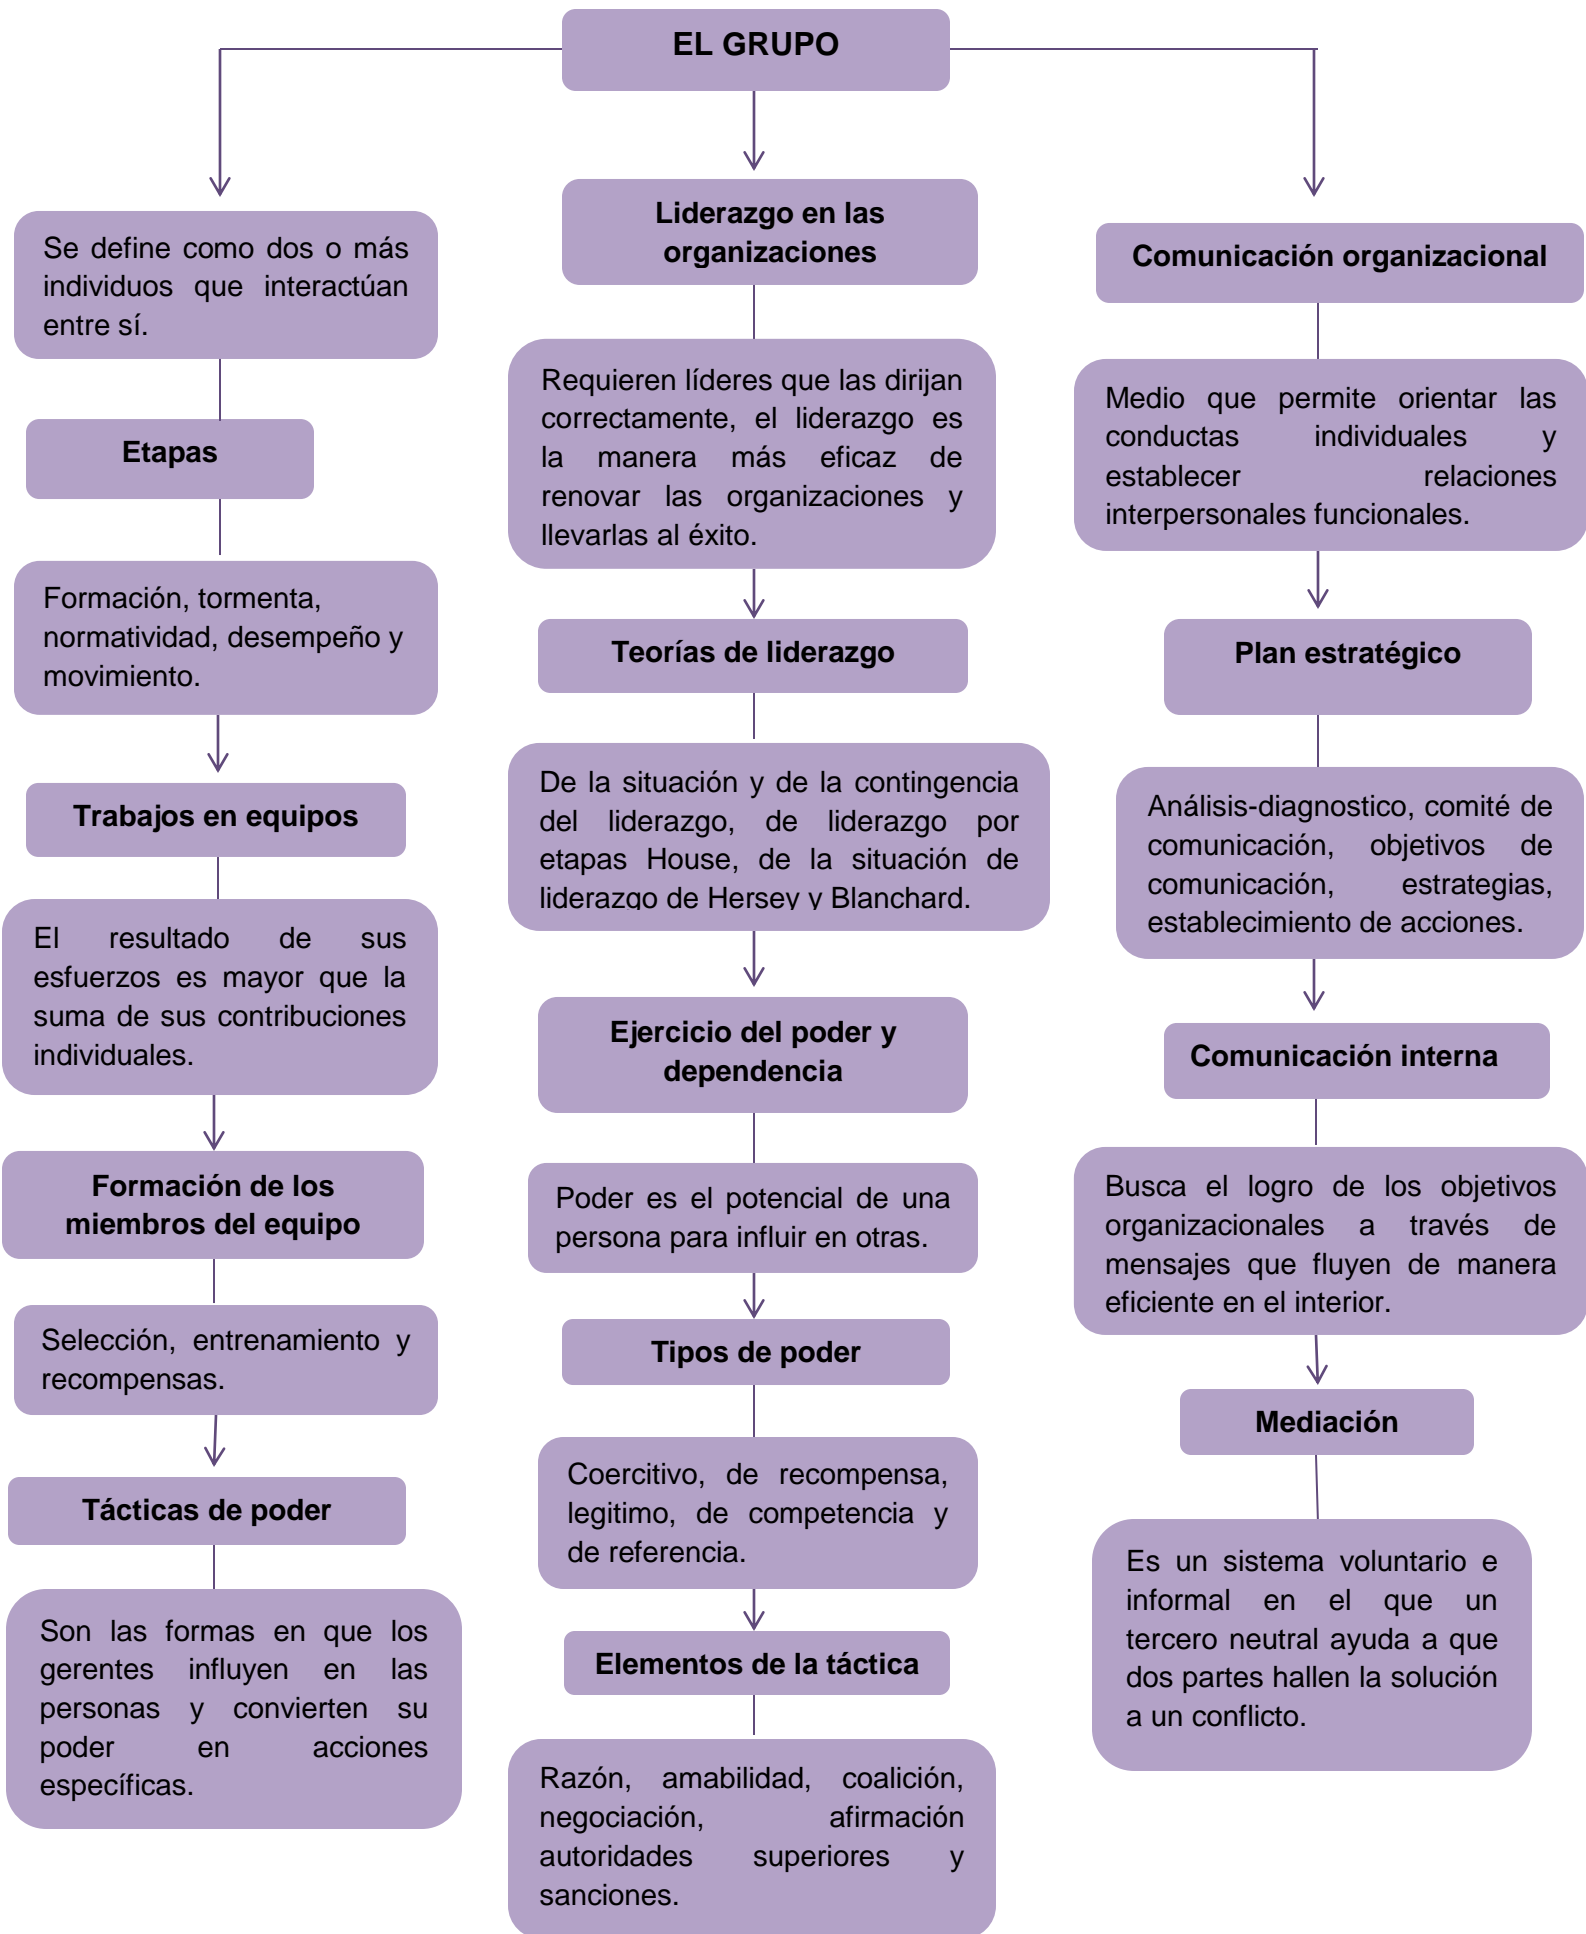 EL GRUPO
Se define como dos o más
individuos que interactúan
entre sí.
Etapas
Formación, tormenta,
normatividad, desempeño y
movimiento.
Trabajos en equipos
El resultado de sus
esfuerzos es mayor que la
suma de sus contribuciones
individuales.
Formación de los
miembros del equipo
Selección, entrenamiento y
recompensas.
Tácticas de poder
Son las formas en que los
gerentes influyen en las
personas y convierten su
poder en acciones
específicas.
Liderazgo en las
organizaciones
Requieren líderes que las dirijan
correctamente, el liderazgo es
la manera más eficaz de
renovar las organizaciones y
llevarlas al éxito.
Teorías de liderazgo
De la situación y de la contingencia
del liderazgo, de liderazgo por
etapas House, de la situación de
liderazgo de Hersey y Blanchard.
Ejercicio del poder y
dependencia
Poder es el potencial de una
persona para influir en otras.
Tipos de poder
Coercitivo, de recompensa,
legitimo, de competencia y
de referencia.
Elementos de la táctica
Razón, amabilidad, coalición,
negociación, afirmación
autoridades superiores y
sanciones.
Comunicación organizacional
Medio que permite orientar las
conductas individuales y
establecer relaciones
interpersonales funcionales.
Plan estratégico
Análisis-diagnostico, comité de
comunicación, objetivos de
comunicación, estrategias,
establecimiento de acciones.
Comunicación interna
Busca el logro de los objetivos
organizacionales a través de
mensajes que fluyen de manera
eficiente en el interior.
Mediación
Es un sistema voluntario e
informal en el que un
tercero neutral ayuda a que
dos partes hallen la solución
a un conflicto.